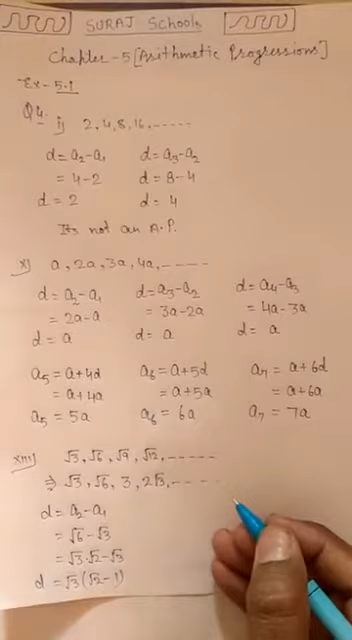 SURAJ Schools
Chapter-5 [Arithmetic Progressions]
Ex-5.1
Q4. i) 2, 4, 8, 16, -----
d=a₂-a₁ d=a₃-a₂
= 4-2 d=8-4
d=2 d=4
Its not an A.P.
x) a, 2a, 3a, 4a, -----
d=a₂-a₁ d=a₃-a₂ d=a₄-a₃
=2a-a =3a-2a =4a-3a
d=a d=a d=a
a₅=a+4d a₆=a+5d a₇=a+6d
=a+4a =a+5a =a+6a
a₅=5a a₆=6a a₇=7a
xiii) √3, √6, √9, √12, -----
⇒ √3, √6, 3, 2√3, -----
d=a₂-a₁
=√6-√3
=√3·√2-√3
d=√3(√2-1)